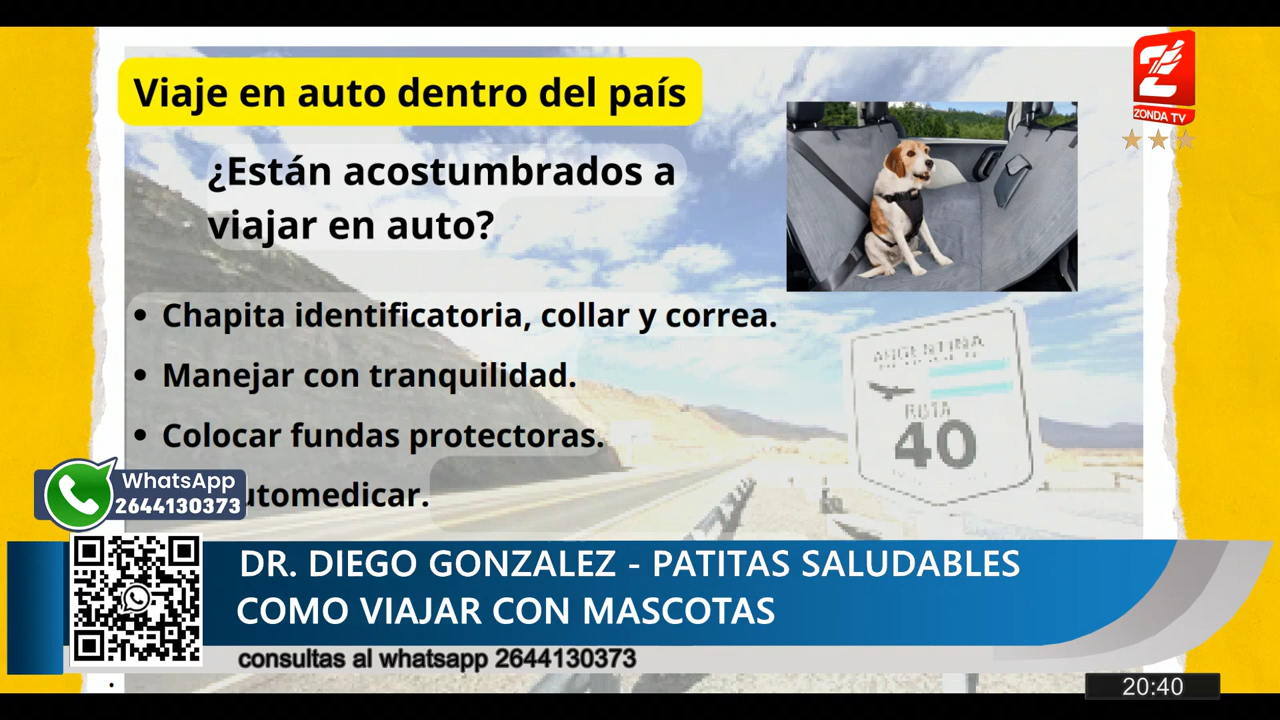 Viaje en auto dentro del país
ZONDA TV
¿Están acostumbrados a
viajar en auto?
• Chapita identificatoria, collar y correa.
• Manejar con tranquilidad.
• Colocar fundas protectoras.
utomedicar.
ARGENTINA
RUTA
40
WhatsApp
2644130373
DR. DIEGO GONZALEZ - PATITAS SALUDABLES
COMO VIAJAR CON MASCOTAS
consultas al whatsapp 2644130373
20:40